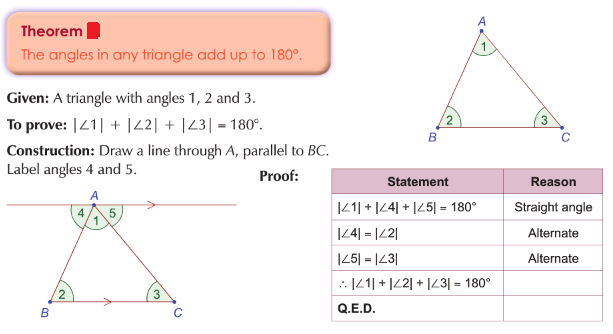 Theorem
The angles in any triangle add up to 180°.
Given: A triangle with angles 1, 2 and 3.
To prove: |∠1| + |∠2| + |∠3| = 180°.
Construction: Draw a line through A, parallel to BC.
Label angles 4 and 5.
A
1
2
3
B
C
A
4
1
5
2
3
B
C
Proof:
Statement Reason
|∠1| + |∠4| + |∠5| = 180° Straight angle
|∠4| = |∠2| Alternate
|∠5| = |∠3| Alternate
∴ |∠1| + |∠2| + |∠3| = 180°
Q.E.D.